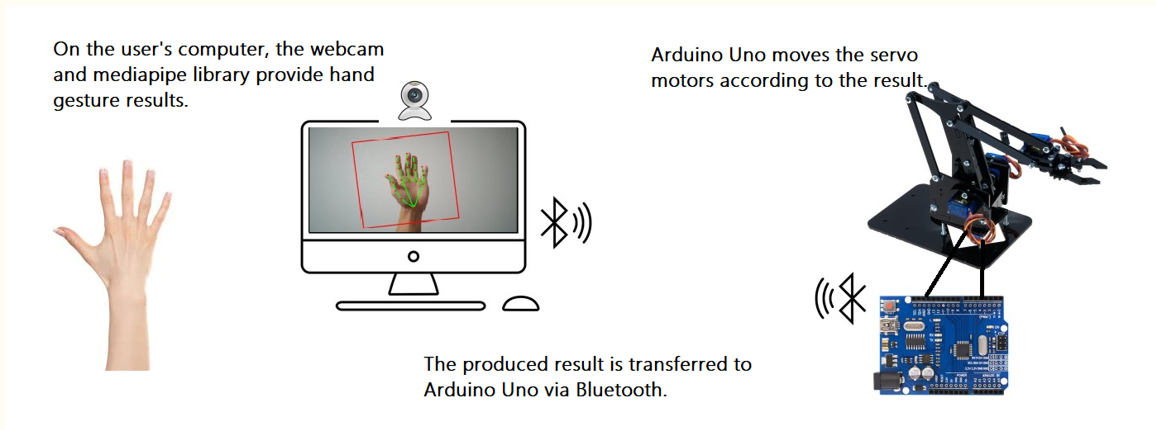 On the user's computer, the webcam
and mediapipe library provide hand
gesture results.
Arduino Uno moves the servo
motors according to the result.
The produced result is transferred to
Arduino Uno via Bluetooth.